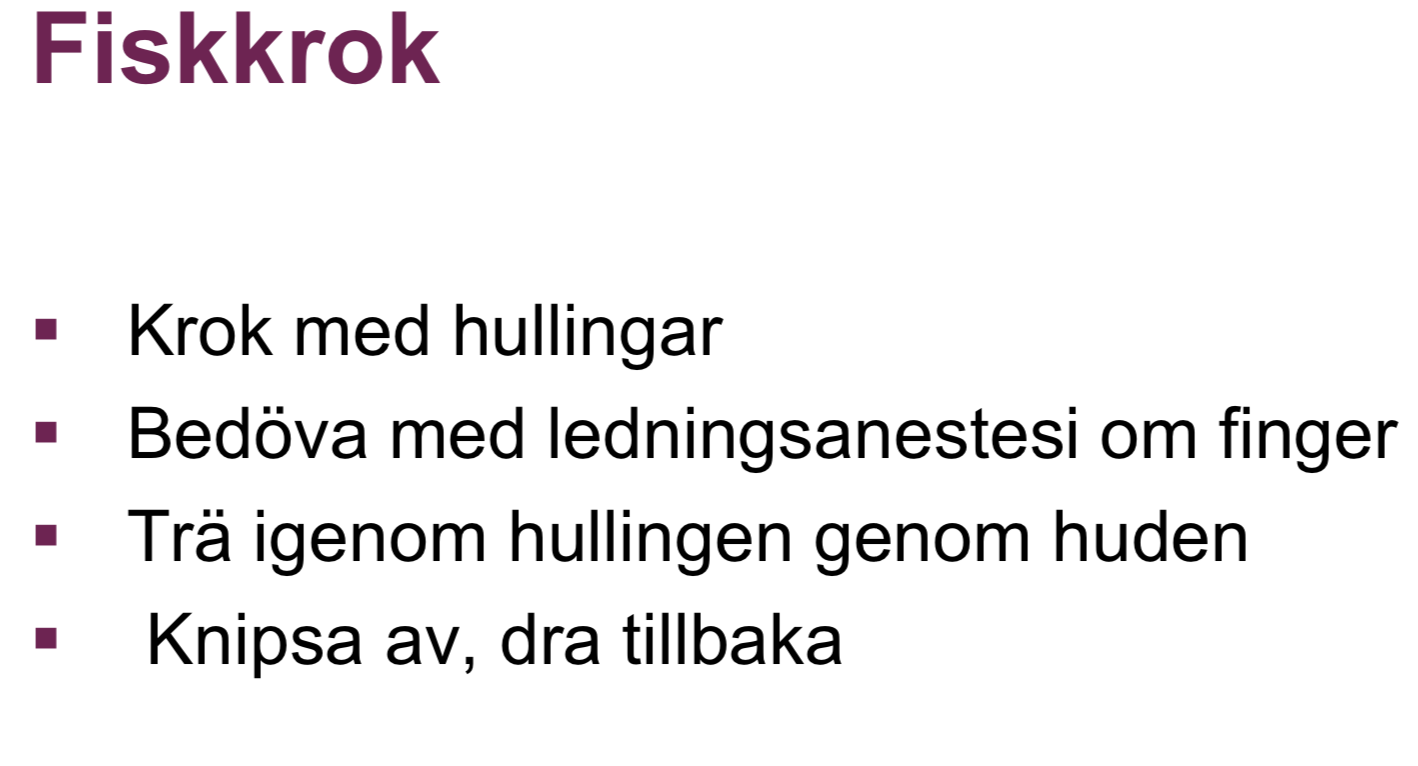 Fiskkrok
▪ Krok med hullingar
▪ Bedöva med ledningsanestesi om finger
▪ Trä igenom hullingen genom huden
▪ Knipsa av, dra tillbaka